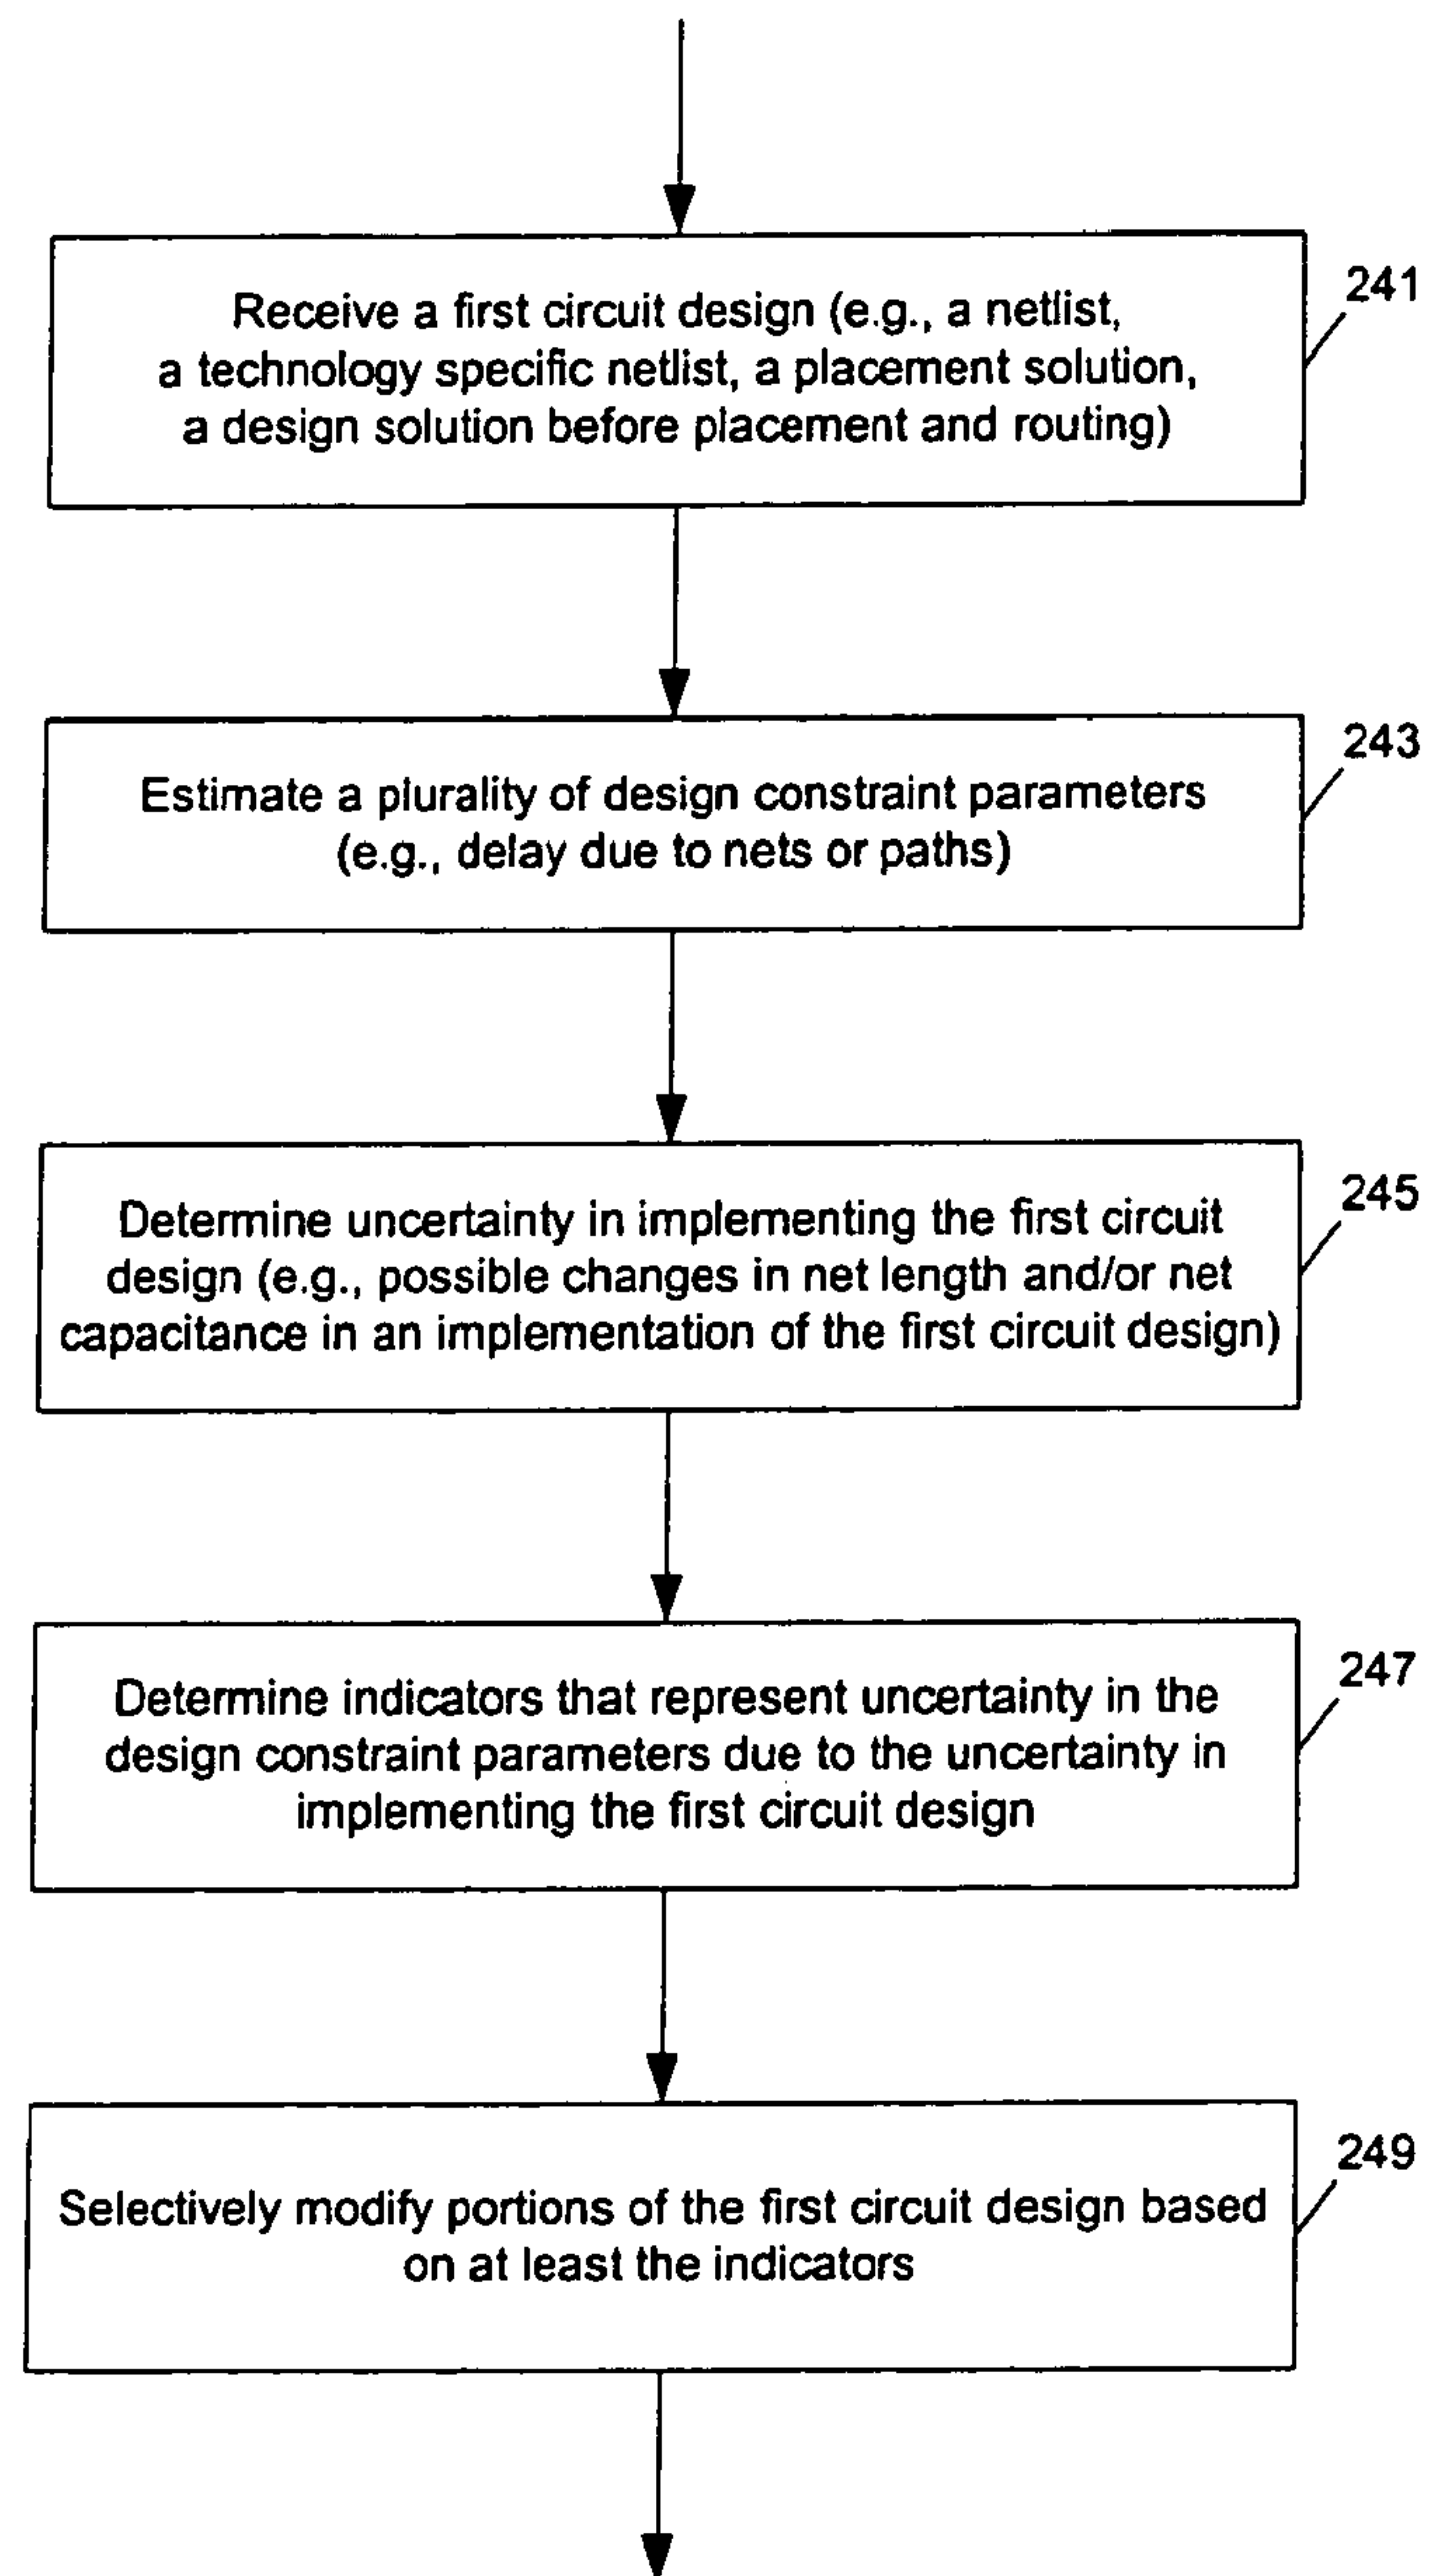 Receive a first circuit design (e.g., a netlist,
a technology specific netlist, a placement solution,
a design solution before placement and routing)
241
Estimate a plurality of design constraint parameters
(e.g., delay due to nets or paths)
243
Determine uncertainty in implementing the first circuit
design (e.g., possible changes in net length and/or net
capacitance in an implementation of the first circuit design)
245
Determine indicators that represent uncertainty in the
design constraint parameters due to the uncertainty in
implementing the first circuit design
247
Selectively modify portions of the first circuit design based
on at least the indicators
249